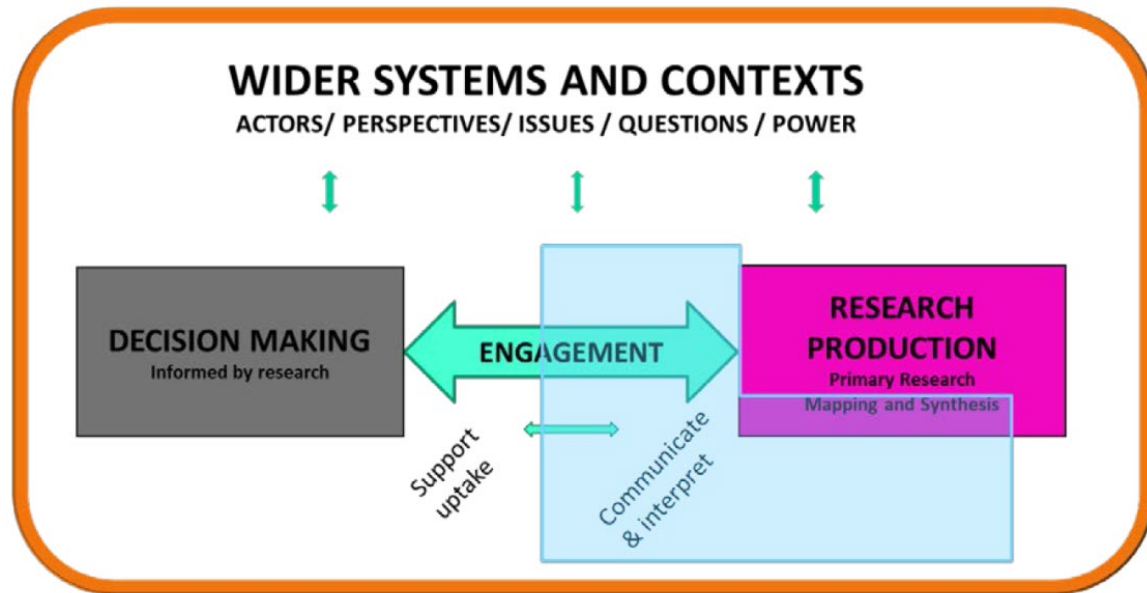 WIDER SYSTEMS AND CONTEXTS
ACTORS/ PERSPECTIVES/ ISSUES / QUESTIONS / POWER
DECISION MAKING
Informed by research
ENGAGEMENT
RESEARCH
PRODUCTION
Primary Research
Mapping and Synthesis
Support
uptake
Communicate
& interpret